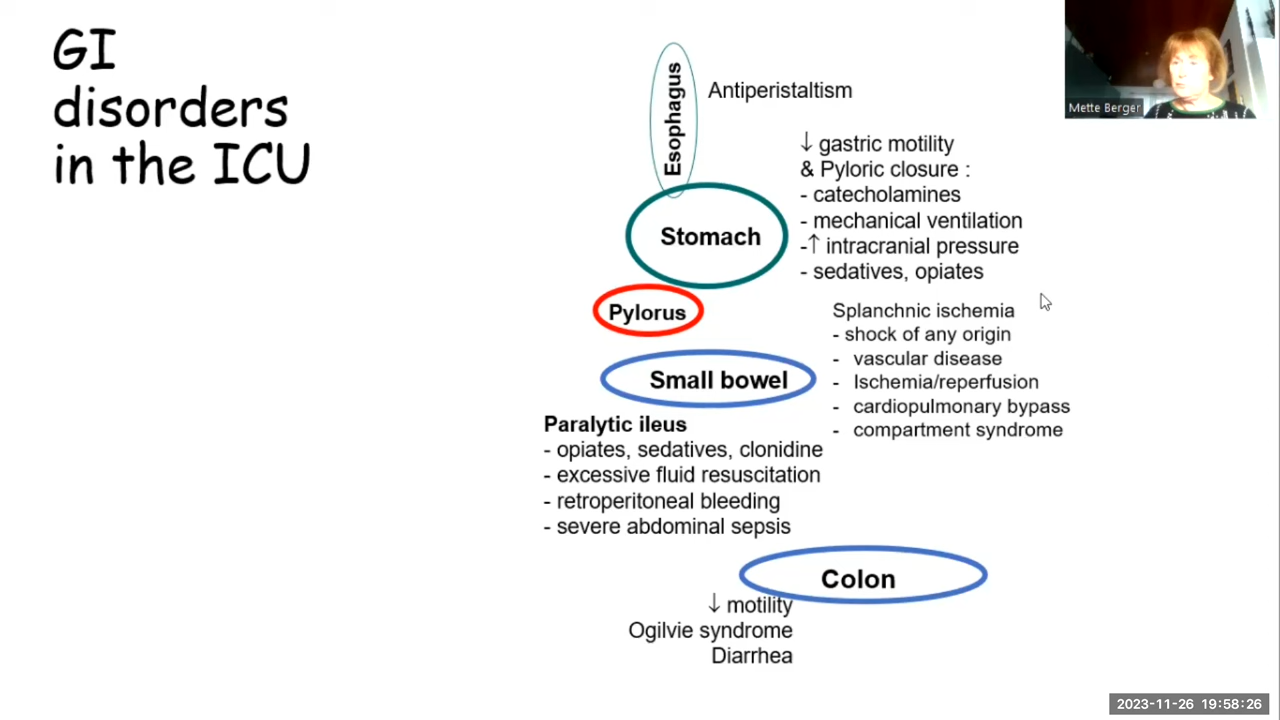 GI
disorders
in the ICU
Mette Berger
Esophagus
Antiperistaltism
↓ gastric motility
& Pyloric closure :
- catecholamines
- mechanical ventilation
-↑ intracranial pressure
- sedatives, opiates
Stomach
Pylorus
Splanchnic ischemia
- shock of any origin
- vascular disease
- Ischemia/reperfusion
- cardiopulmonary bypass
- compartment syndrome
Small bowel
Paralytic ileus
- opiates, sedatives, clonidine
- excessive fluid resuscitation
- retroperitoneal bleeding
- severe abdominal sepsis
Colon
↓ motility
Ogilvie syndrome
Diarrhea
2023-11-26 19:58:26